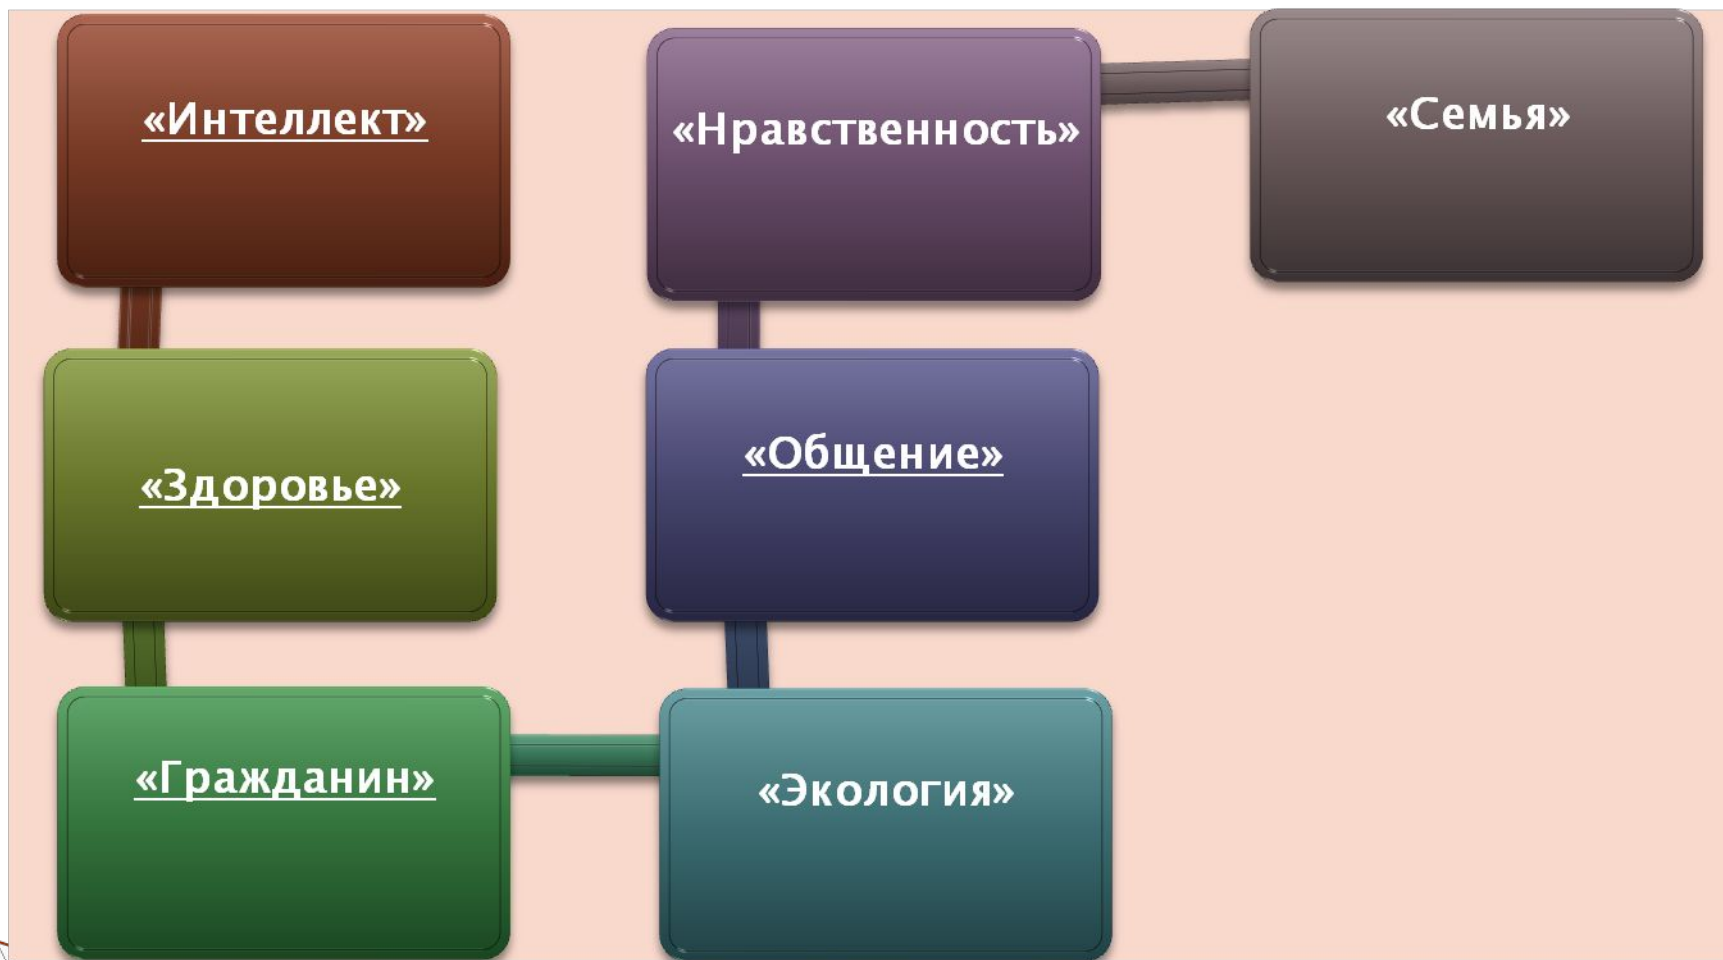 «Интеллект»
«Здоровье»
«Гражданин»
«Экология»
«Общение»
«Нравственность»
«Семья»